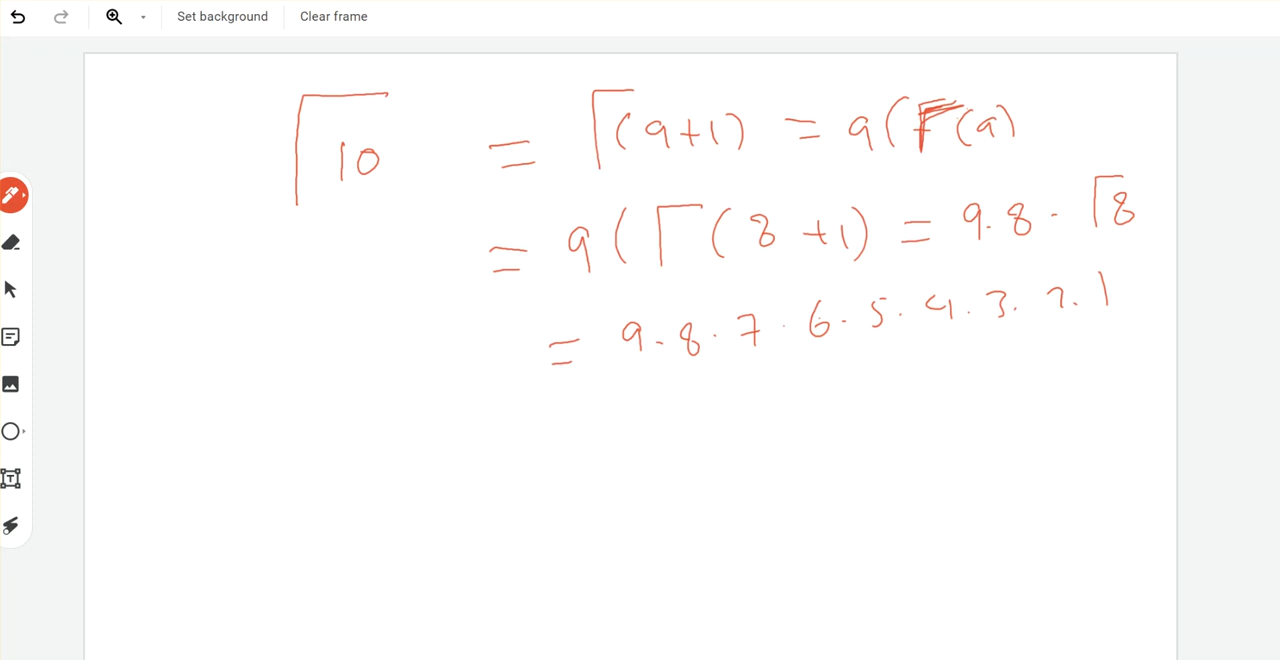 Set background Clear frame
Γ10 = Γ(9+1) = 9(Γ(9)
= 9(Γ(8+1) = 9.8. Γ8
= 9.8.7.6.5.4.3.2.1